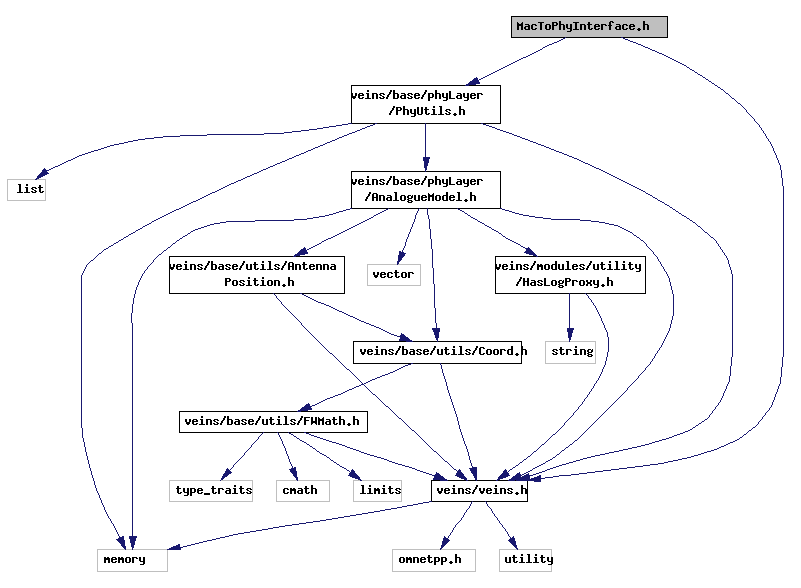 MacToPhyInterface.h
veins/base/phyLayer
/PhyUtils.h
list
veins/base/phyLayer
/AnalogueModel.h
veins/base/utils/Antenna
Position.h
vector
veins/modules/utility
/HasLogProxy.h
veins/base/utils/Coord.h
string
veins/base/utils/FWMath.h
type_traits
cmath
limits
veins/veins.h
memory
omnetpp.h
utility